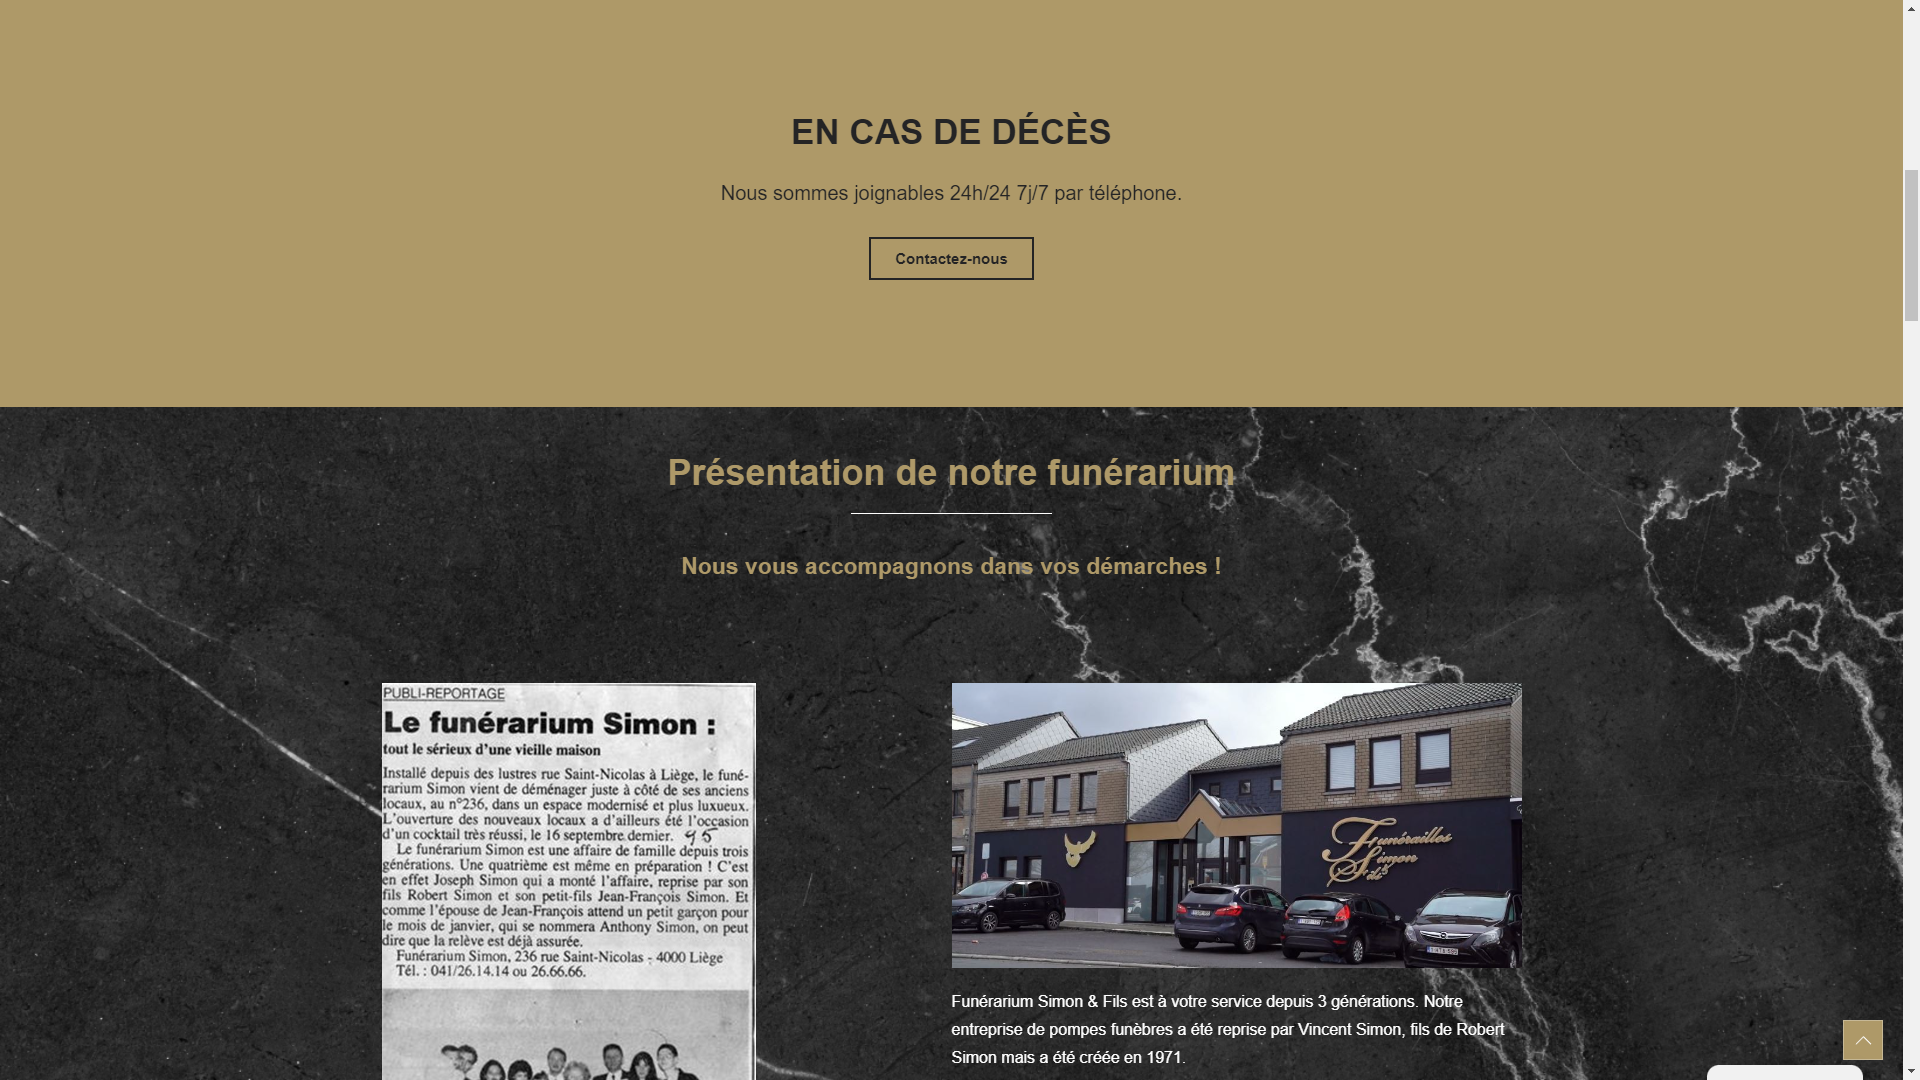 EN CAS DE DÉCÈS
Nous sommes joignables 24h/24 7j/7 par téléphone.
Contactez-nous
Présentation de notre funérarium
Nous vous accompagnons dans vos démarches !
PUBLI-REPORTAGE
Le funérarium Simon :
tout le sérieux d'une vieille maison
Installé depuis des lustres rue Saint-Nicolas à Liège, le funé-
rarium Simon vient de déménager juste à côté de ses anciens
locaux, au n°236, dans un espace modernisé et plus luxueux.
L'ouverture des nouveaux locaux a d'ailleurs été l'occasion
d'un cocktail très réussi, le 16 septembre dernier. 95
Le funérarium Simon est une affaire de famille depuis trois
générations. Une quatrième est même en préparation ! C'est
en effet Joseph Simon qui a monté l'affaire, reprise par son
fils Robert Simon et son petit-fils Jean-François Simon. Et
comme l'épouse de Jean-François attend un petit garçon pour
le mois de janvier, qui se nommera Anthony Simon, on peut
dire que la relève est déjà assurée.
Funérarium Simon, 236 rue Saint-Nicolas - 4000 Liège
Tél. : 041/26.14.14 ou 26.66.66.
Funérailles
Simon
& Fils
Funérarium Simon & Fils est à votre service depuis 3 générations. Notre
entreprise de pompes funèbres a été reprise par Vincent Simon, fils de Robert
Simon mais a été créée en 1971.